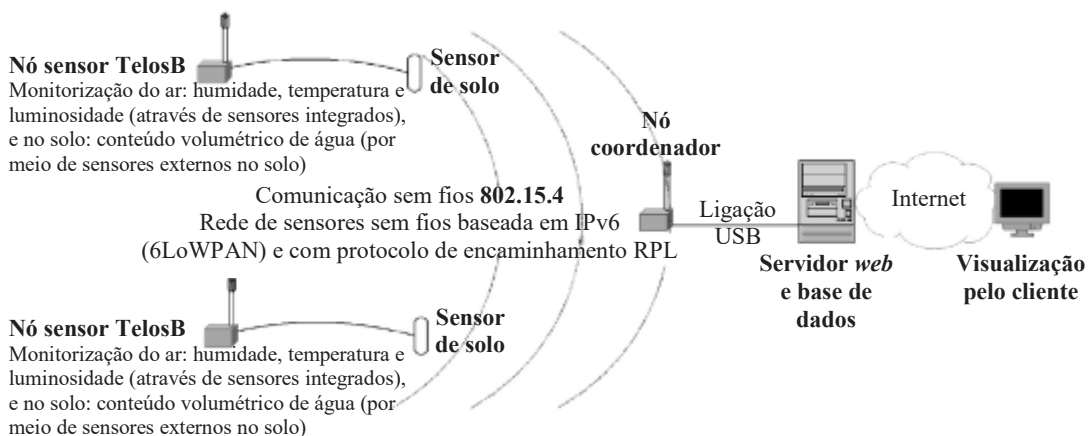 Nó sensor TelosB
Monitorização do ar: humidade, temperatura e
luminosidade (através de sensores integrados),
e no solo: conteúdo volumétrico de água (por
meio de sensores externos no solo)
Sensor
de solo
Nó
coordenador
Comunicação sem fios 802.15.4
Rede de sensores sem fios baseada em IPv6
(6LoWPAN) e com protocolo de encaminhamento RPL
Ligação
USB
Internet
Servidor web
e base de
dados
Visualização
pelo cliente
Nó sensor TelosB
Monitorização do ar: humidade, temperatura e
luminosidade (através de sensores integrados),
e no solo: conteúdo volumétrico de água (por
meio de sensores externos no solo)
Sensor
de solo